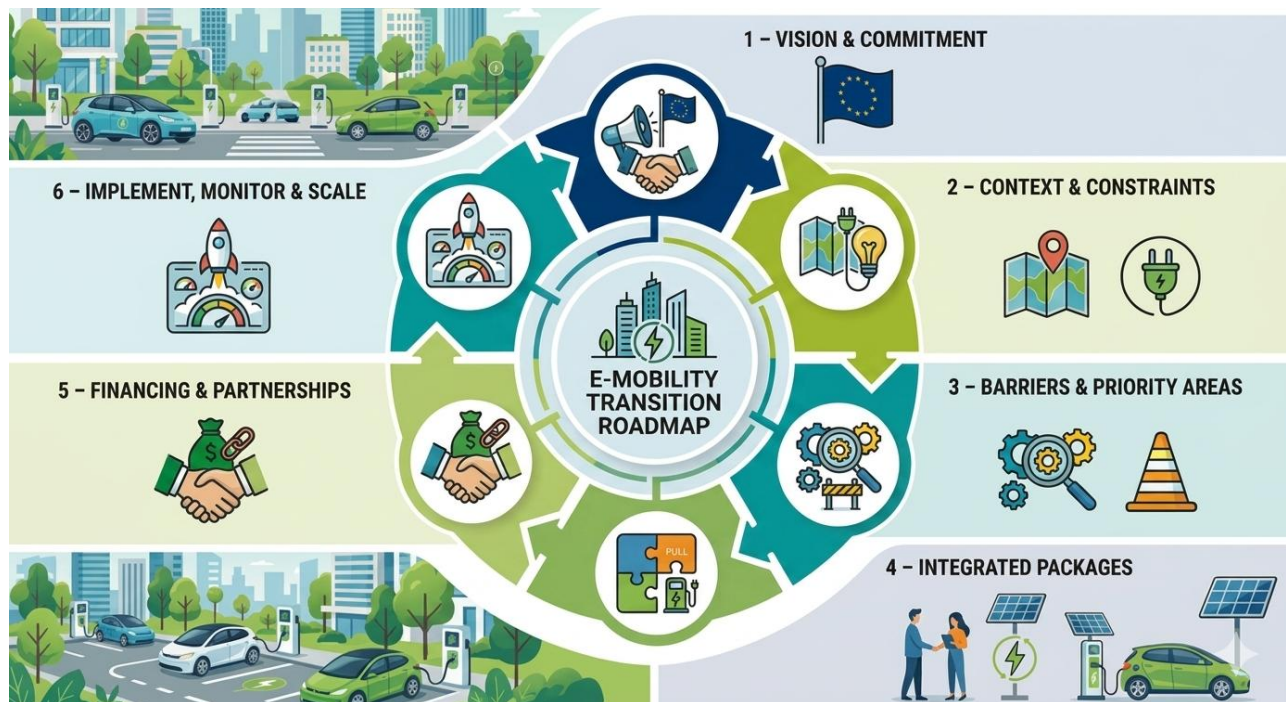 1 – VISION & COMMITMENT
2 – CONTEXT & CONSTRAINTS
3 – BARRIERS & PRIORITY AREAS
4 – INTEGRATED PACKAGES
5 – FINANCING & PARTNERSHIPS
6 – IMPLEMENT, MONITOR & SCALE
E-MOBILITY
TRANSITION
ROADMAP
PULL
$
$